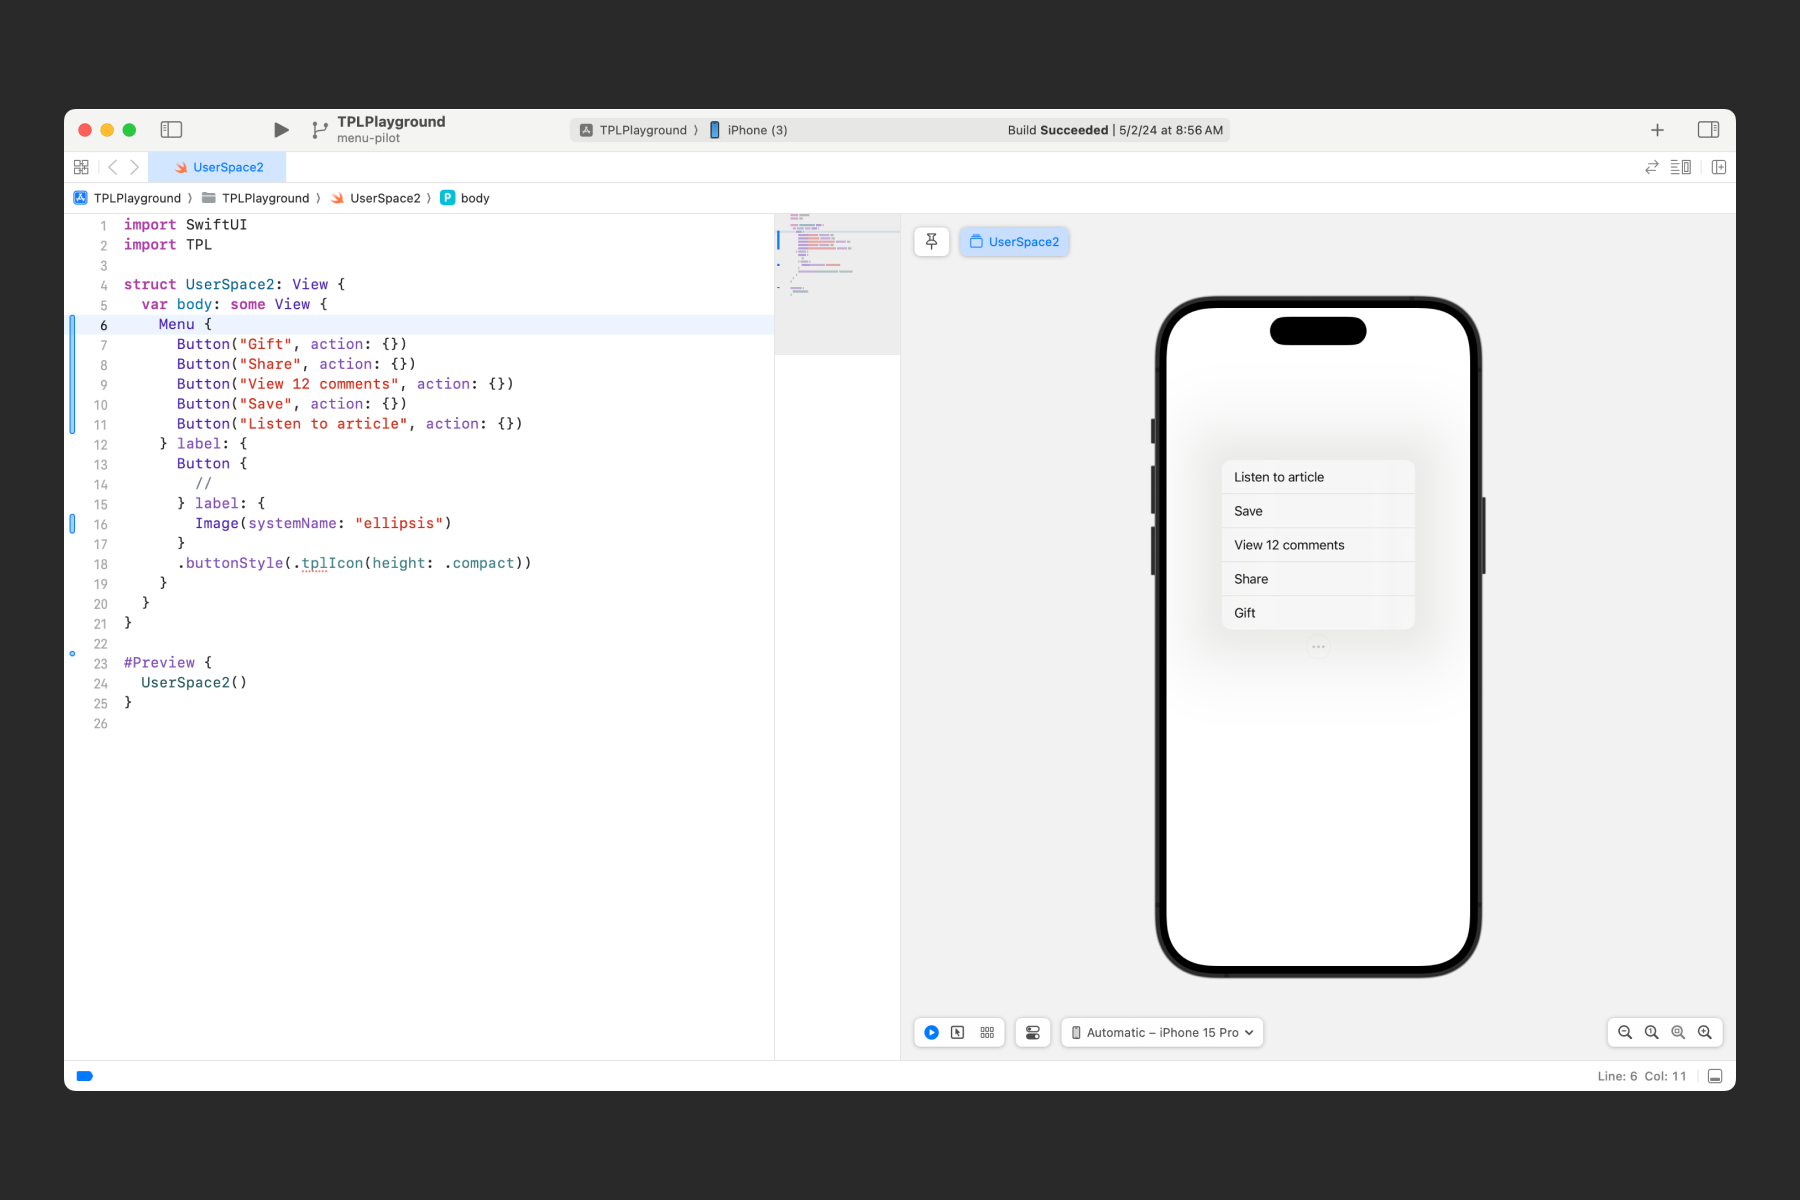 TPLPlayground
menu-pilot
TPLPlayground 〉 iPhone (3)
Build Succeeded | 5/2/24 at 8:56 AM
UserSpace2
TPLPlayground 〉 TPLPlayground 〉 UserSpace2 〉 P body
1 import SwiftUI
2 import TPL
3
4 struct UserSpace2: View {
5 var body: some View {
6 Menu {
7 Button("Gift", action: {})
8 Button("Share", action: {})
9 Button("View 12 comments", action: {})
10 Button("Save", action: {})
11 Button("Listen to article", action: {})
12 } label: {
13 Button {
14 //
15 } label: {
16 Image(systemName: "ellipsis")
17 }
18 .buttonStyle(.tplIcon(height: .compact))
19 }
20 }
21 }
22
23 #Preview {
24 UserSpace2()
25 }
26
UserSpace2
Listen to article
Save
View 12 comments
Share
Gift
Automatic – iPhone 15 Pro
Line: 6 Col: 11